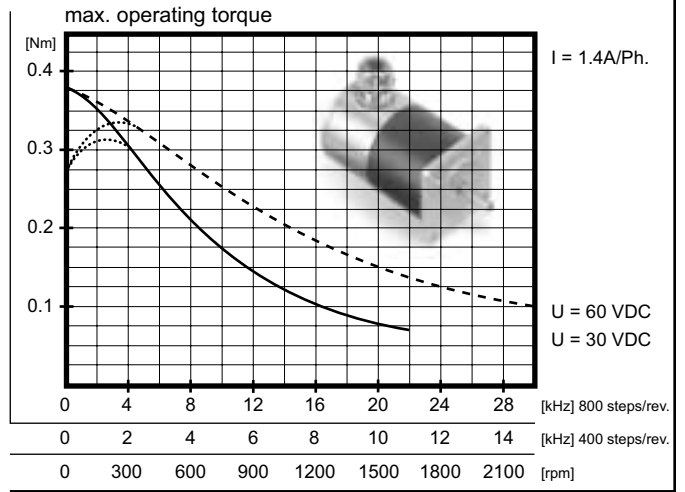 max. operating torque
[Nm]
I = 1.4A/Ph.
0.4
0.3
0.2
0.1
U = 60 VDC
U = 30 VDC
0 4 8 12 16 20 24 28 [kHz] 800 steps/rev.
0 2 4 6 8 10 12 14 [kHz] 400 steps/rev.
0 300 600 900 1200 1500 1800 2100 [rpm]